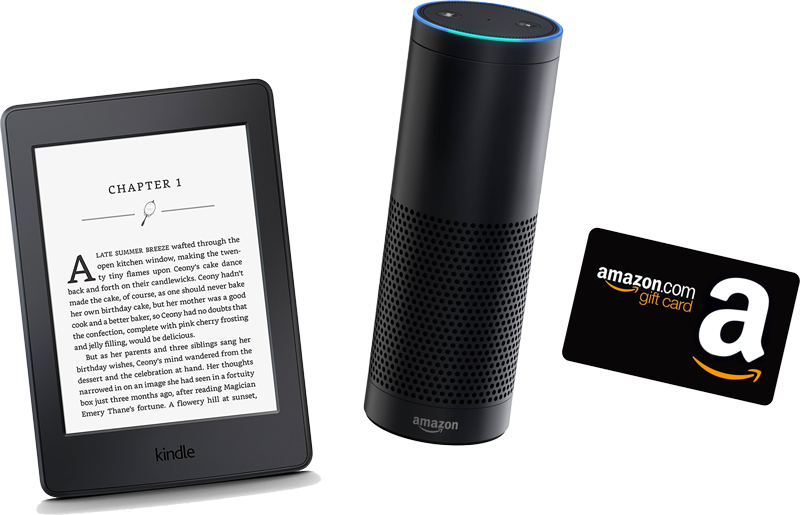 CHAPTER 1
A LATE SUMMER BREEZE wafted through the
open kitchen window, making the twen-
ty tiny flames upon Ceony's cake dance
back and forth on their candlewicks. Ceony hadn't
made the cake, of course, as one should never bake
her own birthday cake, but her mother was a good
cook and a better baker, so Ceony had no doubts that
the confection, complete with pink cherry frosting
and jelly filling, would be delicious.
But as her parents and three siblings sang her
birthday wishes, Ceony's mind wandered from the
dessert and the celebration at hand. Her thoughts
narrowed in on an image she had seen in a fortuity
box just three months ago, after reading Magician
Emery Thane's fortune. A flowery hill at sunset,
kindle
amazon
amazon.com
gift card
a